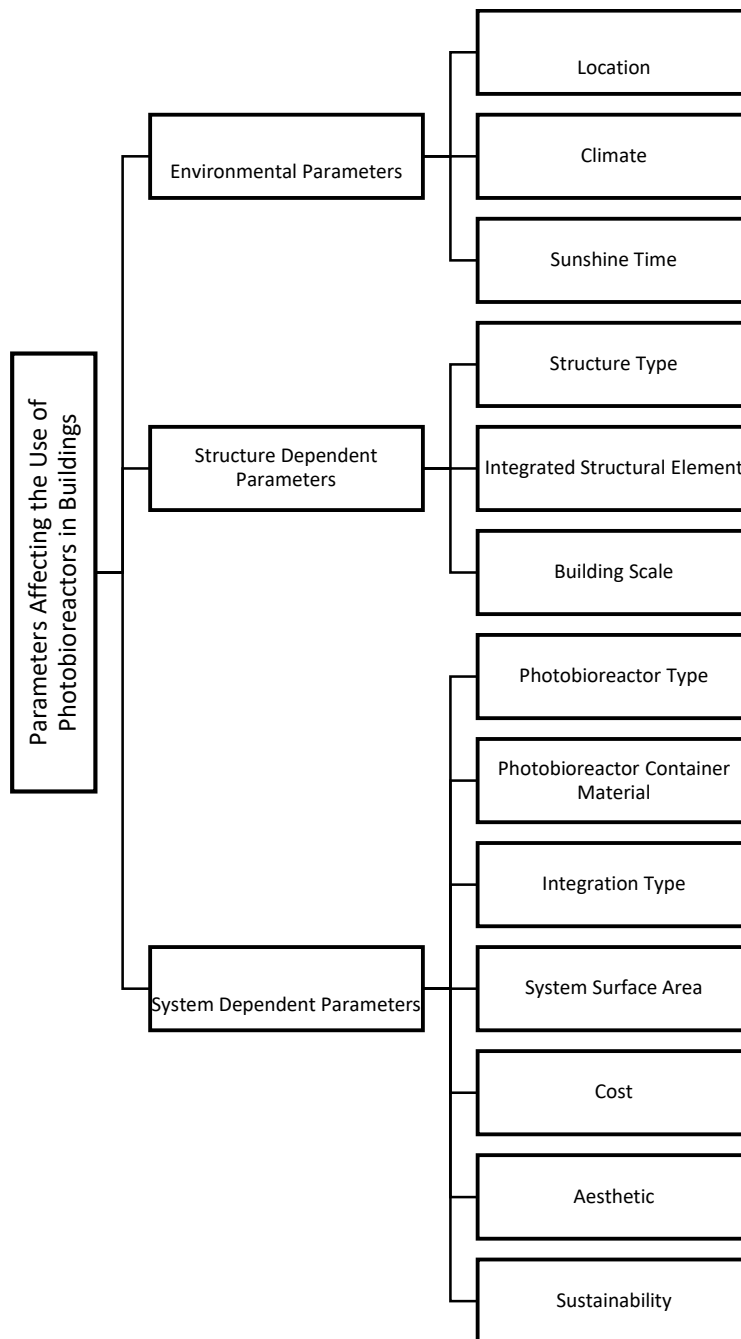 Parameters Affecting the Use of
Photobioreactors in Buildings
Environmental Parameters
Location
Climate
Sunshine Time
Structure Dependent
Parameters
Structure Type
Integrated Structural Element
Building Scale
System Dependent Parameters
Photobioreactor Type
Photobioreactor Container
Material
Integration Type
System Surface Area
Cost
Aesthetic
Sustainability